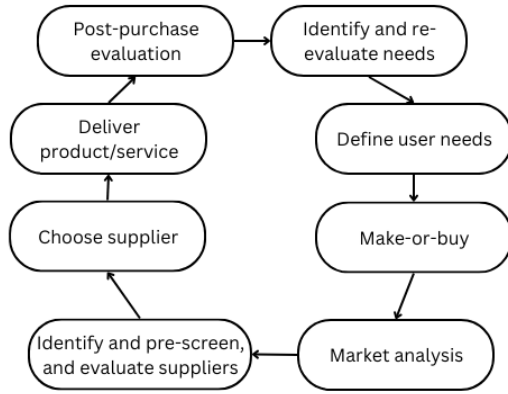 Post-purchase
evaluation
Identify and re-
evaluate needs
Deliver
product/service
Define user needs
Choose supplier
Make-or-buy
Identify and pre-screen,
and evaluate suppliers
Market analysis